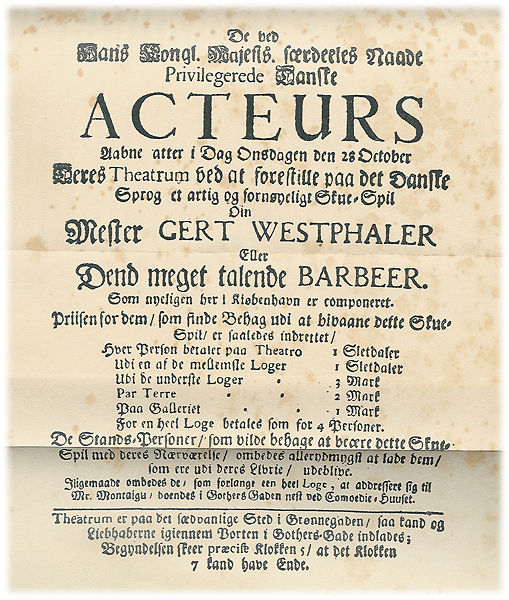 De ved
Hans Kongl. Majests. særdeeles Naade
Privilegerede Danske
ACTEURS
Aabne atter i Dag Onsdagen den 28 October
Deres Theatrum ved at forestille paa det Danske
Sprog et artig og fornøyeligt Skue-Spil
Om
Mester GERT WESTPHALER
Eller
Dend meget talende BARBEER.
Som nyeligen her i Kiøbenhavn er componeret.
Priisen for dem/ som finde Behag udi at bivaane dette Skue-
Spil/ er saaledes indrettet/
Hver Person betaler paa Theatro 1 Sletdaler
Udi en af de mellemste Loger 1 Sletdaler
Udi de underste Loger • • 3 Mark
Par Terre • • 2 Mark
Paa Galleriet • • 1 Mark
For en heel Loge betales som for 4 Personer.
De Stands-Personer/ som vilde behage at beære dette Skue-
Spil med deres Nærværelse/ ombedes allerydmygst at lade dem/
som ere udi deres Librie/ udeblive.
Iligemaade ombedes de/ som forlange een heel Loge, at addressere sig til
Mr. Montaigu/ boendes i Gothers Gaden nest ved Comoedie-Huuset.
Theatrum er paa det sædvanlige Sted i Grønnegaden/ saa kand og
Liebhaberne igiennem Porten i Gothers-Gade indlades;
Begyndelsen skeer præcise Klokken 5/ at det Klokken
7 kand have Ende.